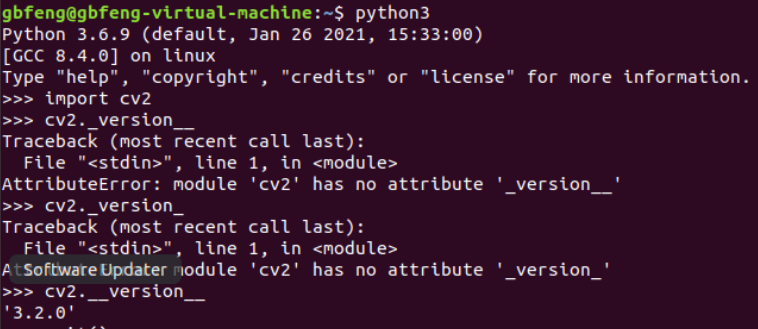 gbfeng@gbfeng-virtual-machine:~$ python3
Python 3.6.9 (default, Jan 26 2021, 15:33:00)
[GCC 8.4.0] on linux
Type "help", "copyright", "credits" or "license" for more information.
>>> import cv2
>>> cv2._version__
Traceback (most recent call last):
  File "<stdin>", line 1, in <module>
AttributeError: module 'cv2' has no attribute '_version__'
>>> cv2._version_
Traceback (most recent call last):
  File "<stdin>", line 1, in <module>
Software Updater module 'cv2' has no attribute '_version_'
>>> cv2.__version__
'3.2.0'